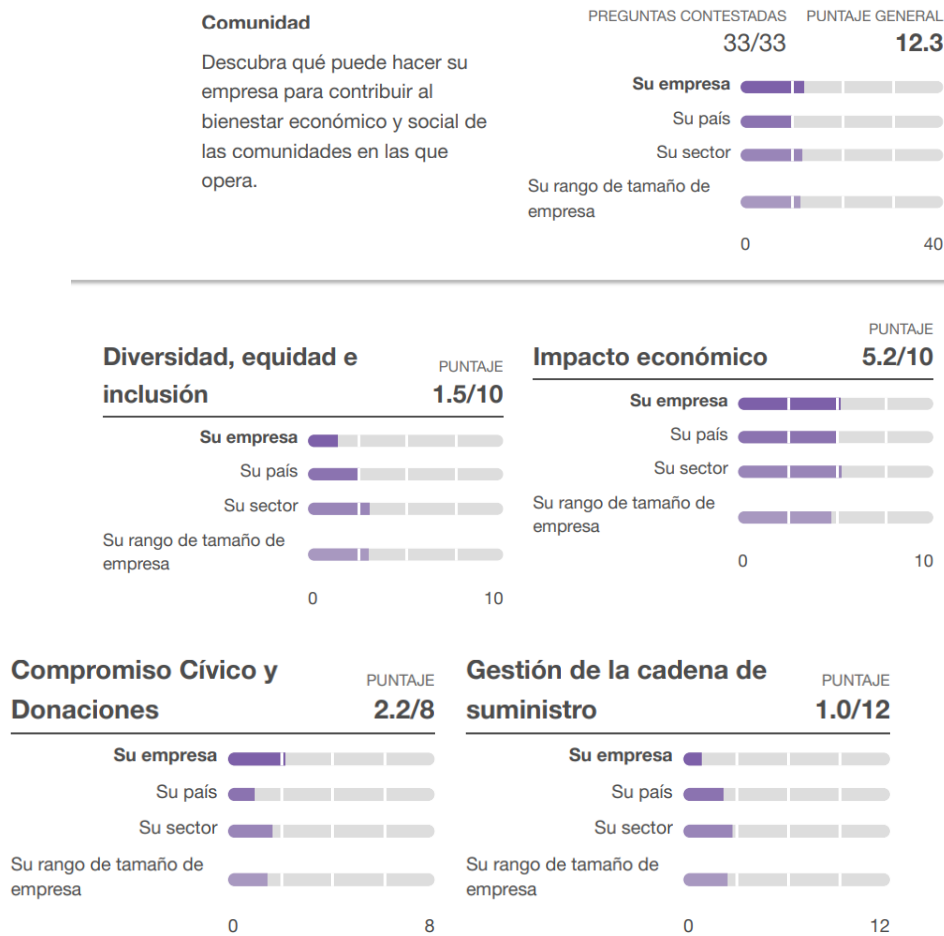 Comunidad
Descubra qué puede hacer su
empresa para contribuir al
bienestar económico y social de
las comunidades en las que
opera.
PREGUNTAS CONTESTADAS PUNTAJE GENERAL
33/33 12.3
Su empresa
Su país
Su sector
Su rango de tamaño de
empresa
0 40
Diversidad, equidad e
inclusión
PUNTAJE
1.5/10
Su empresa
Su país
Su sector
Su rango de tamaño de
empresa
0 10
Impacto económico
PUNTAJE
5.2/10
Su empresa
Su país
Su sector
Su rango de tamaño de
empresa
0 10
Compromiso Cívico y
Donaciones
PUNTAJE
2.2/8
Su empresa
Su país
Su sector
Su rango de tamaño de
empresa
0 8
Gestión de la cadena de
suministro
PUNTAJE
1.0/12
Su empresa
Su país
Su sector
Su rango de tamaño de
empresa
0 12